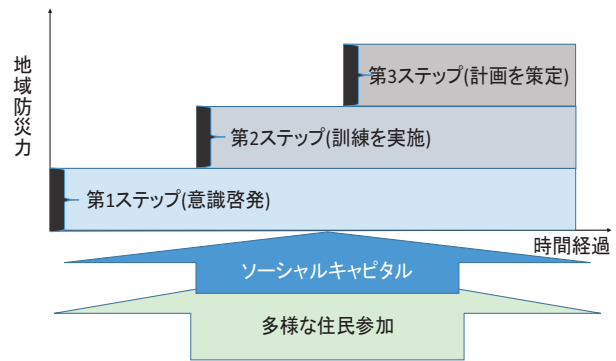 地域防災力
第3ステップ(計画を策定)
第2ステップ(訓練を実施)
第1ステップ(意識啓発)
時間経過
ソーシャルキャピタル
多様な住民参加